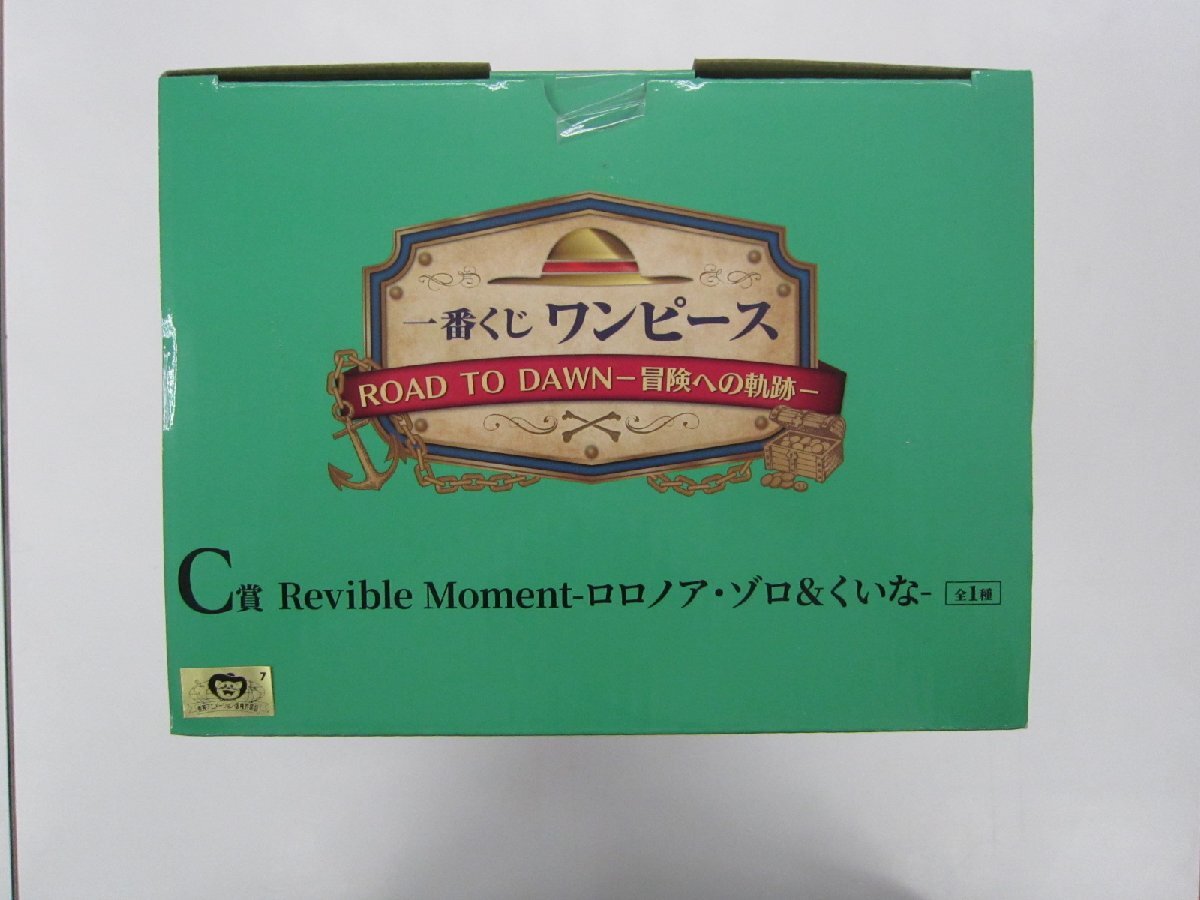 一番くじ ワンピース
ROAD TO DAWN－冒険への軌跡－
C賞 Revible Moment-ロロノア・ゾロ&くいな- 全1種
7